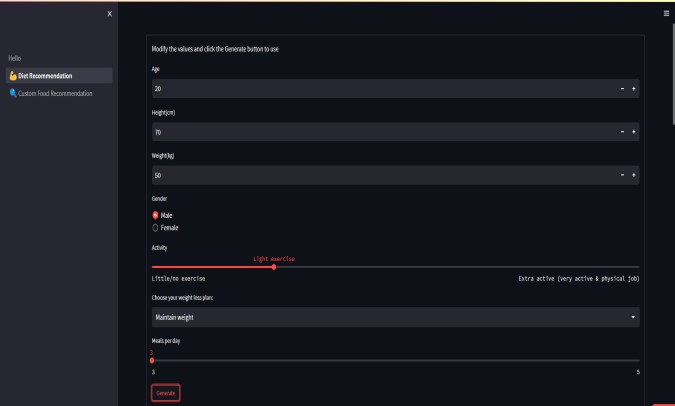 X
Hello
Diet Recommendation
Custom Food Recommendation
Modify the values and click the Generate button to use
Age
20
- +
Height(cm)
70
- +
Weight(kg)
50
- +
Gender
Male
Female
Activity
Light exercise
Little/no exercise
Extra active (very active & physical job)
Choose your weight loss plan:
Maintain weight
Meals per day
3
3
5
Generate